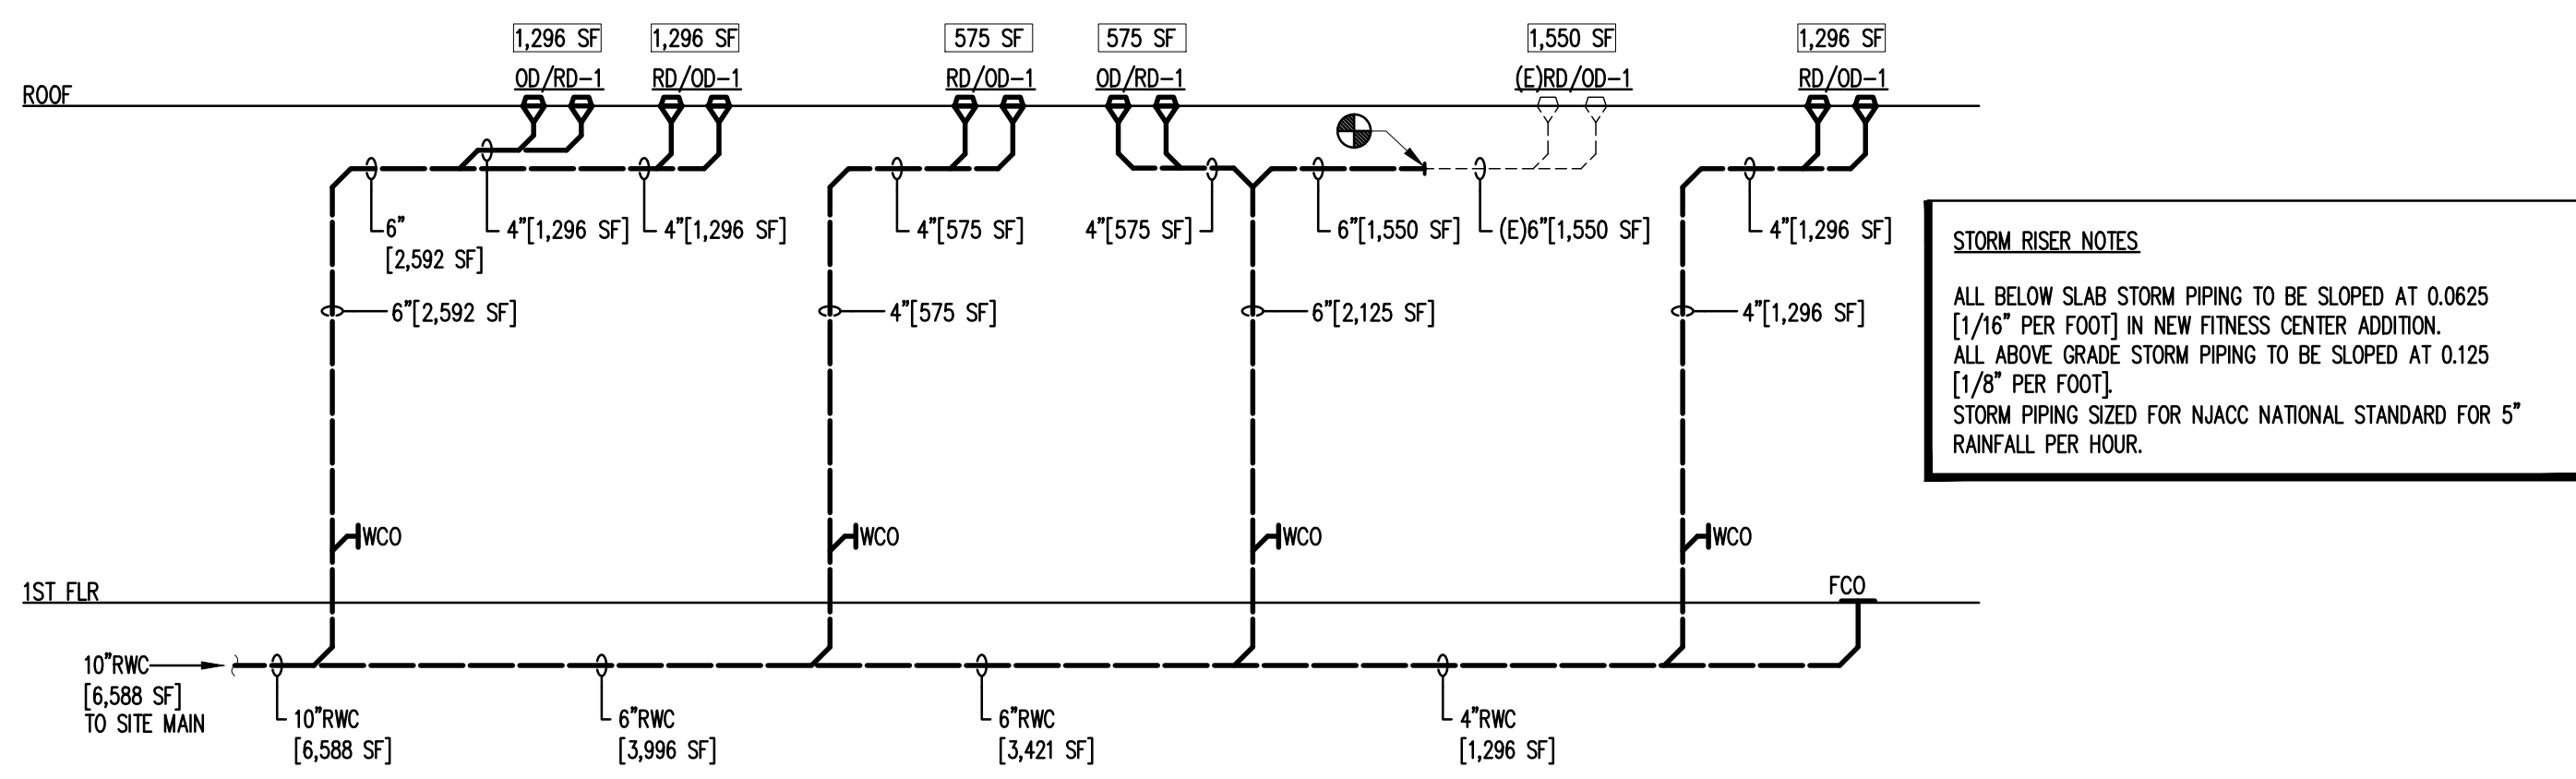 1,296 SF
1,296 SF
575 SF
575 SF
1,550 SF
1,296 SF
OD/RD-1
RD/OD-1
RD/OD-1
OD/RD-1
(E)RD/OD-1
RD/OD-1
ROOF
6"
[2,592 SF]
4"[1,296 SF]
4"[1,296 SF]
4"[575 SF]
4"[575 SF]
6"[1,550 SF]
(E)6"[1,550 SF]
4"[1,296 SF]
6"[2,592 SF]
4"[575 SF]
6"[2,125 SF]
4"[1,296 SF]
STORM RISER NOTES
ALL BELOW SLAB STORM PIPING TO BE SLOPED AT 0.0625
[1/16" PER FOOT] IN NEW FITNESS CENTER ADDITION.
ALL ABOVE GRADE STORM PIPING TO BE SLOPED AT 0.125
[1/8" PER FOOT].
STORM PIPING SIZED FOR NJACC NATIONAL STANDARD FOR 5"
RAINFALL PER HOUR.
WCO
WCO
WCO
WCO
1ST FLR
FCO
10"RWC
[6,588 SF]
TO SITE MAIN
10"RWC
[6,588 SF]
6"RWC
[3,996 SF]
6"RWC
[3,421 SF]
4"RWC
[1,296 SF]